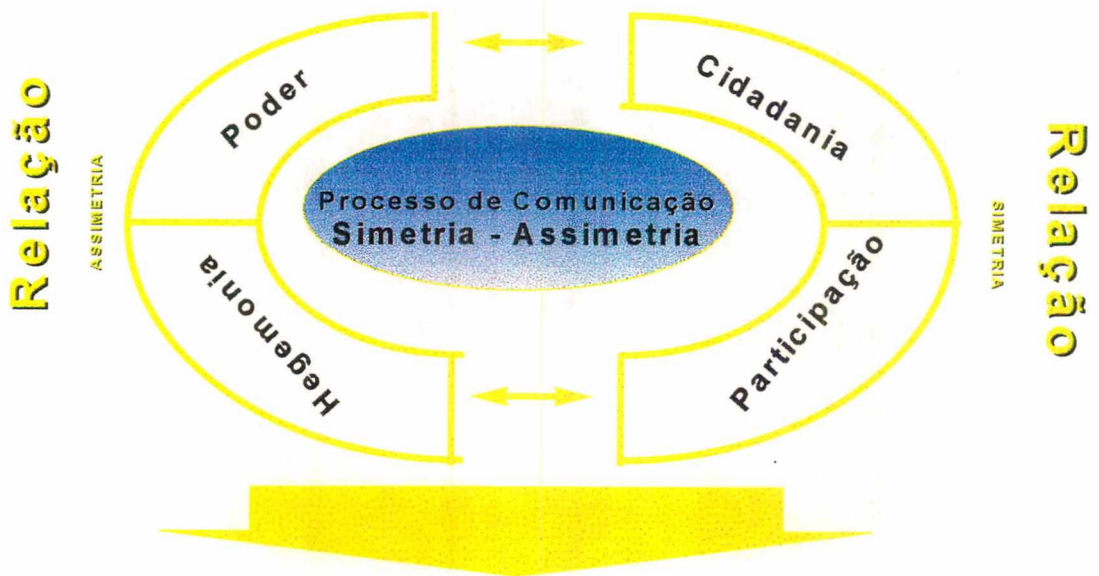 Relação
ASSIMETRIA
Poder
Hegemonia
Processo de Comunicação
Simetria - Assimetria
Cidadania
Participação
SIMETRIA
Relação